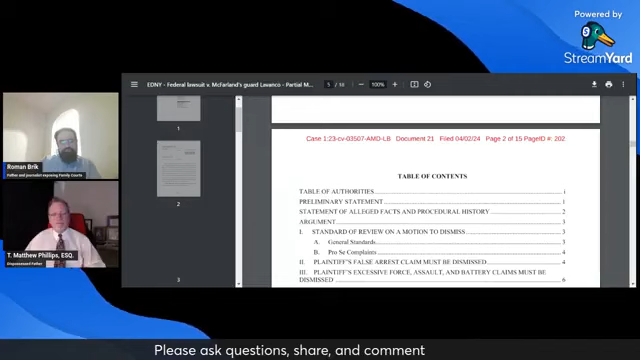 Powered by
StreamYard
EDNY - Federal lawsuit v. McFarland's guard Lavanco - Partial M...
100%
1
2
3
Case 1:23-cv-03507-AMD-LB Document 21 Filed 04/02/24 Page 2 of 15 PageID #: 202
TABLE OF CONTENTS
TABLE OF AUTHORITIES i
PRELIMINARY STATEMENT 1
STATEMENT OF ALLEGED FACTS AND PROCEDURAL HISTORY 2
ARGUMENT 3
I. STANDARD OF REVIEW ON A MOTION TO DISMISS 3
A. General Standards 3
B. Pro Se Complaints 4
II. PLAINTIFF'S FALSE ARREST CLAIM MUST BE DISMISSED 4
III. PLAINTIFF'S EXCESSIVE FORCE, ASSAULT, AND BATTERY CLAIMS MUST BE
DISMISSED 6
Roman Brik
Father and journalist exposing Family Courts
T. Matthew Phillips, ESQ.
Dispossessed Father
Please ask questions, share, and comment